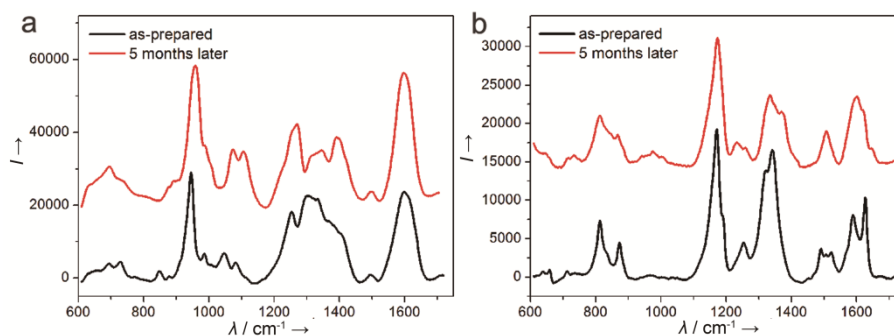 a
as-prepared
5 months later
60000
40000
20000
0
I →
600 800 1000 1200 1400 1600
λ / cm⁻¹ →
b
as-prepared
5 months later
30000
25000
20000
15000
10000
5000
0
I →
600 800 1000 1200 1400 1600
λ / cm⁻¹ →